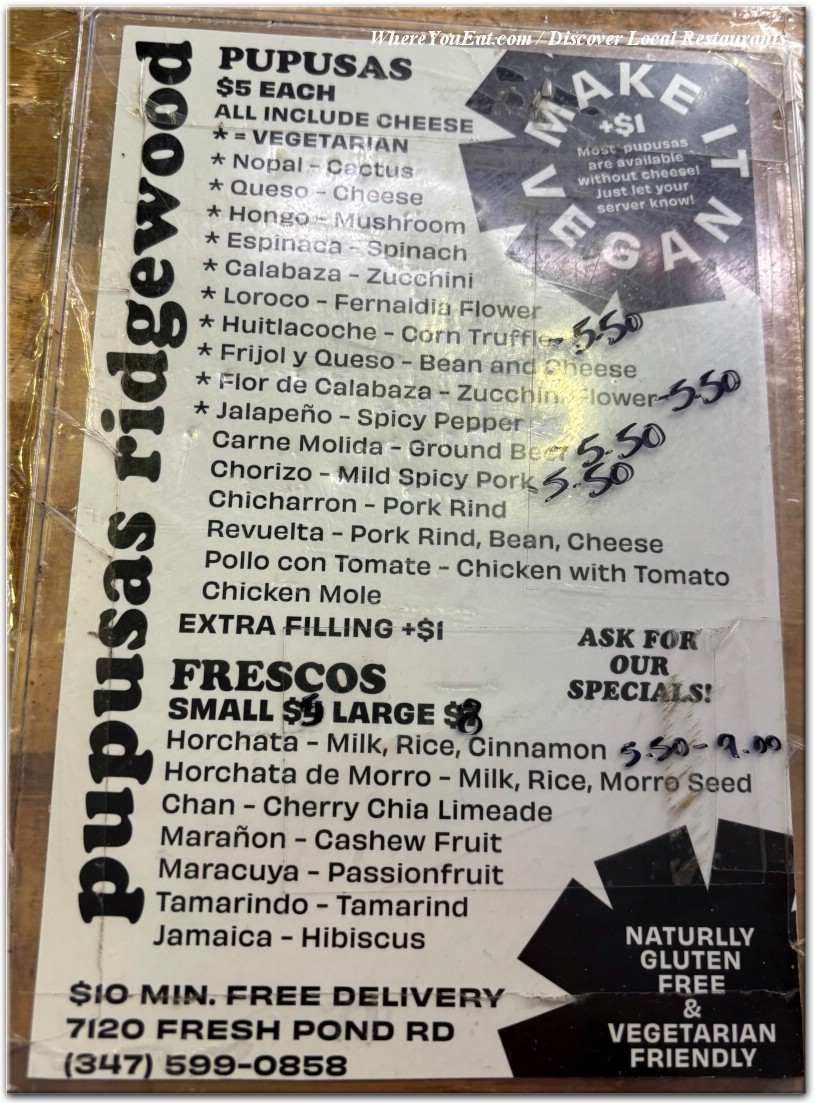 WhereYouEat.com / Discover Local Restaurants
pupusas ridgewood
PUPUSAS
$5 EACH
ALL INCLUDE CHEESE
* = VEGETARIAN
* Nopal - Cactus
* Queso - Cheese
* Hongo - Mushroom
* Espinaca - Spinach
* Calabaza - Zucchini
* Loroco - Fernaldia Flower
* Huitlacoche - Corn Truffle - 5.50
* Frijol y Queso - Bean and Cheese
* Flor de Calabaza - Zucchini Flower - 5.50
* Jalapeño - Spicy Pepper
Carne Molida - Ground Beef 5.50
Chorizo - Mild Spicy Pork 5.50
Chicharron - Pork Rind
Revuelta - Pork Rind, Bean, Cheese
Pollo con Tomate - Chicken with Tomato
Chicken Mole
EXTRA FILLING +$1
MAKE IT VEGAN
+$1
Most pupusas
are available
without cheese!
Just let your
server know!
ASK FOR
OUR
SPECIALS!
FRESCOS
SMALL $5 LARGE $8
Horchata - Milk, Rice, Cinnamon 5.50 - 9.00
Horchata de Morro - Milk, Rice, Morro Seed
Chan - Cherry Chia Limeade
Marañon - Cashew Fruit
Maracuya - Passionfruit
Tamarindo - Tamarind
Jamaica - Hibiscus
$10 MIN. FREE DELIVERY
7120 FRESH POND RD
(347) 599-0858
NATURLLY
GLUTEN
FREE
&
VEGETARIAN
FRIENDLY